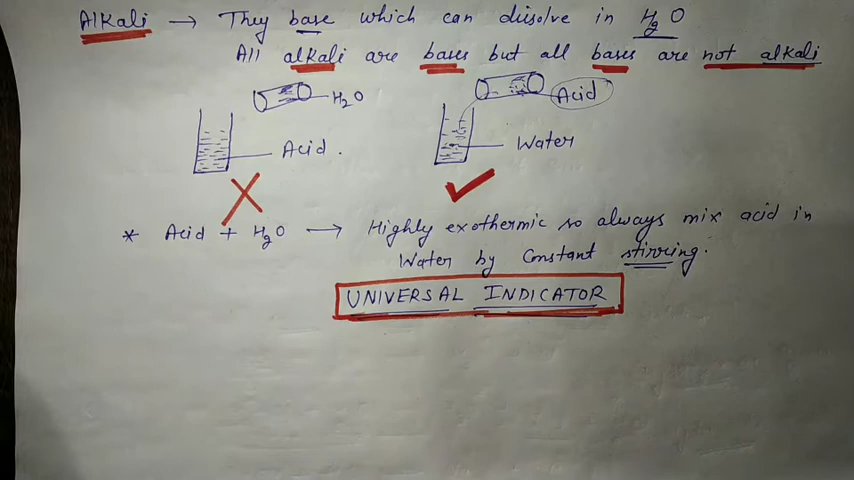 Alkali → They base which can dissolve in H2O
All alkali are bases but all bases are not alkali
H2O Acid
Acid . Water
* Acid + H2O → Highly exothermic so always mix acid in
Water by Constant stirring.
UNIVERSAL INDICATOR